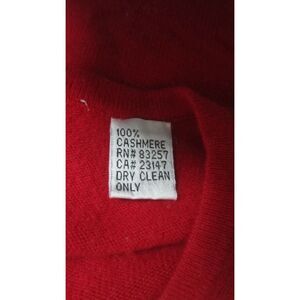 100%
CASHMERE
RN# 83257
CA# 23147
DRY CLEAN
ONLY